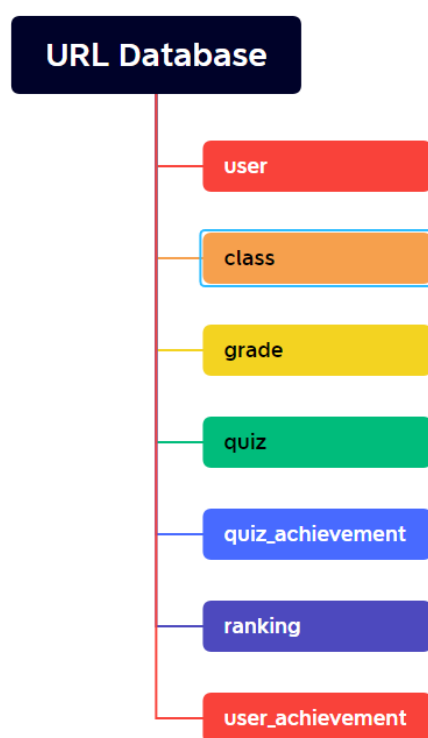 URL Database
user
class
grade
quiz
quiz_achievement
ranking
user_achievement